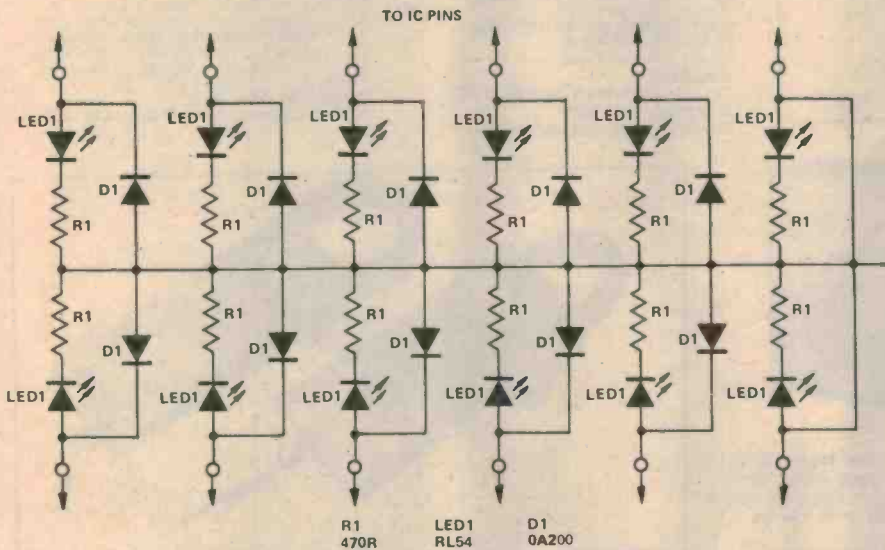 TO IC PINS
LED1 LED1 LED1 LED1 LED1 LED1
D1 D1 D1 D1 D1
R1 R1 R1 R1 R1 R1
R1 R1 R1 R1 R1 R1
D1 D1 D1 D1 D1
LED1 LED1 LED1 LED1 LED1 LED1
R1 LED1 D1
470R RL54 0A200